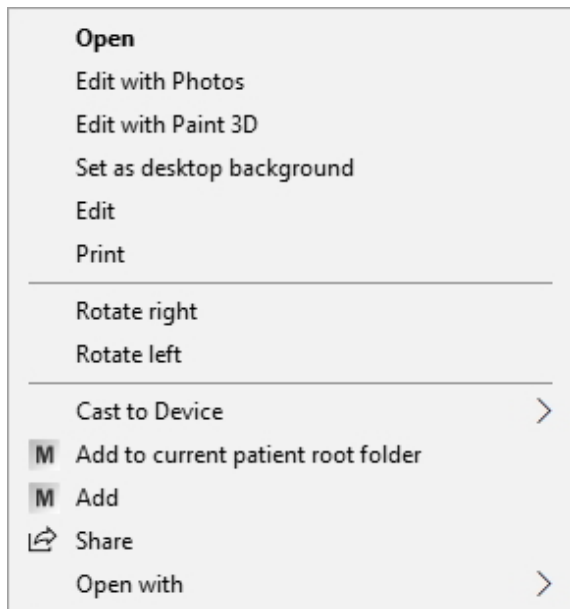 Open
Edit with Photos
Edit with Paint 3D
Set as desktop background
Edit
Print
Rotate right
Rotate left
Cast to Device
M Add to current patient root folder
M Add
Share
Open with